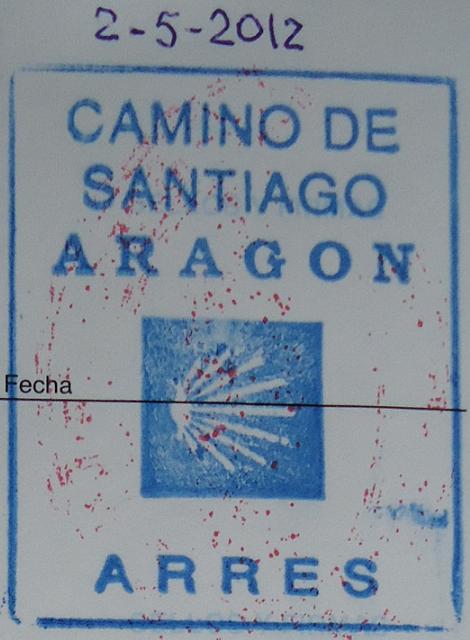 2-5-2012
CAMINO DE
SANTIAGO
ARAGON
Fecha
ARRES